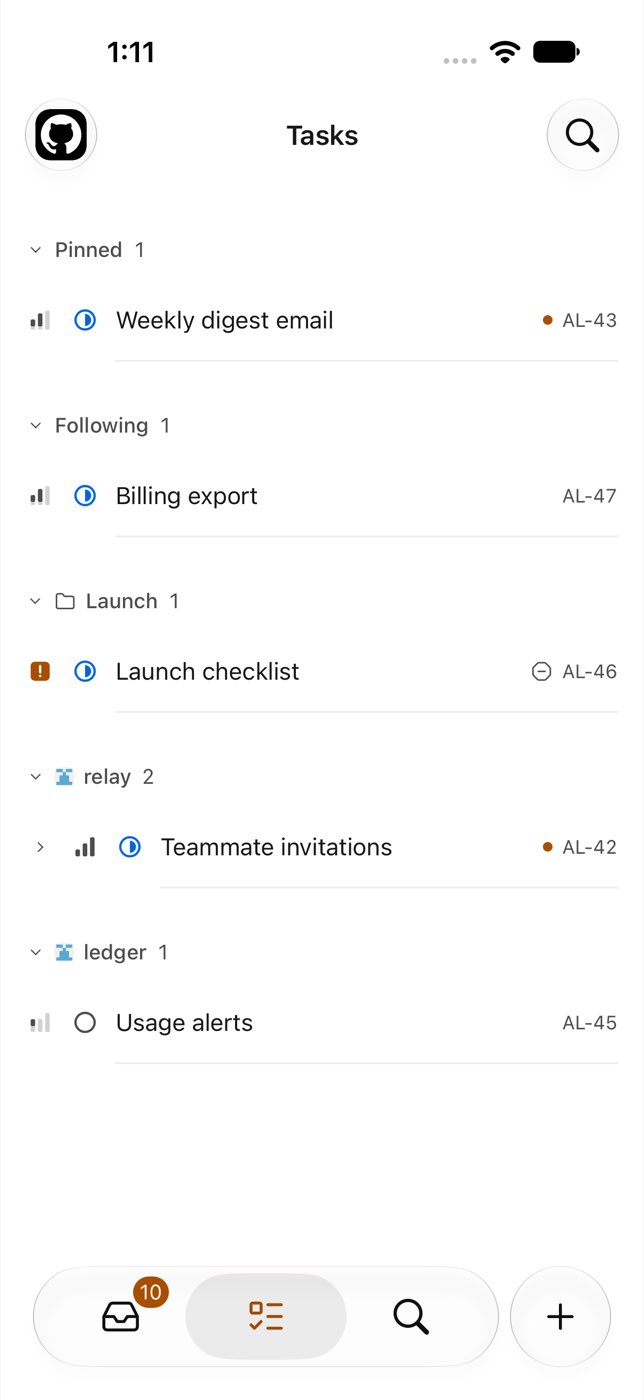 1:11
Tasks
Pinned 1
Weekly digest email AL-43
Following 1
Billing export AL-47
Launch 1
Launch checklist AL-46
relay 2
Teammate invitations AL-42
ledger 1
Usage alerts AL-45
10